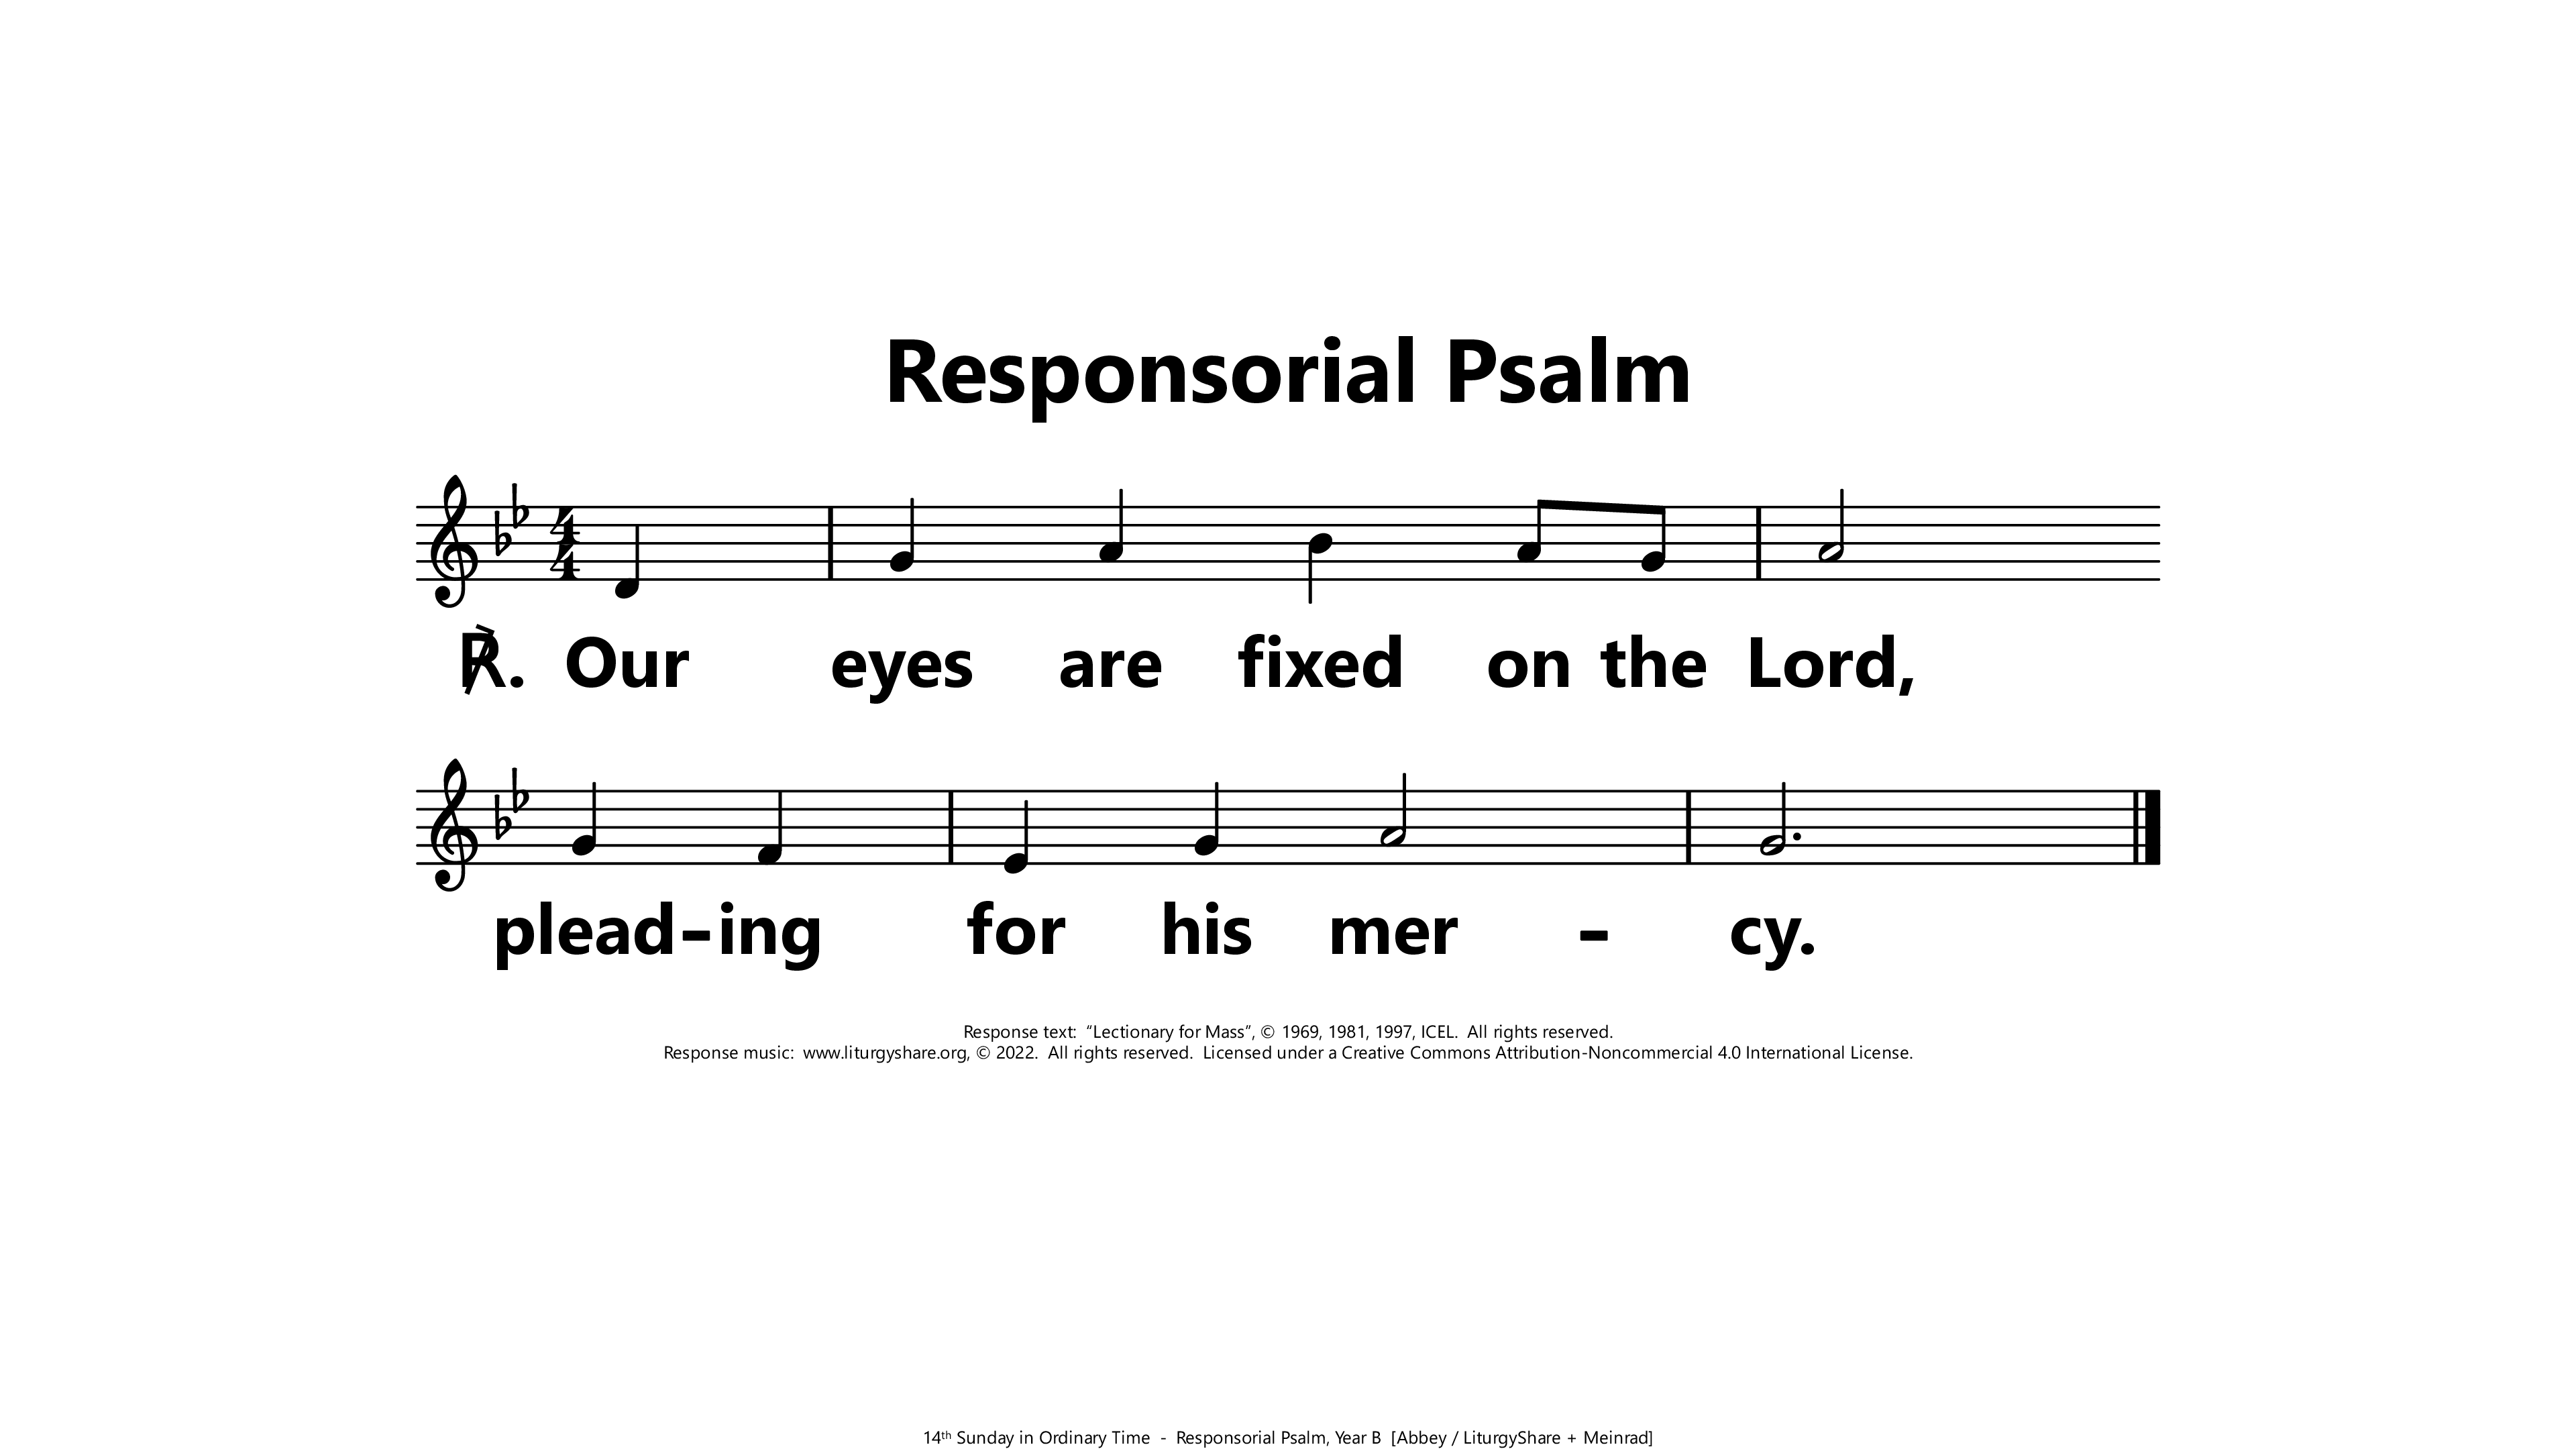 Responsorial Psalm
℟. Our eyes are fixed on the Lord,
plead-ing for his mer - cy.
Response text:  “Lectionary for Mass”, © 1969, 1981, 1997, ICEL.  All rights reserved.
Response music:  www.liturgyshare.org, © 2022.  All rights reserved.  Licensed under a Creative Commons Attribution-Noncommercial 4.0 International License.
14th Sunday in Ordinary Time  -  Responsorial Psalm, Year B  [Abbey / LiturgyShare + Meinrad]